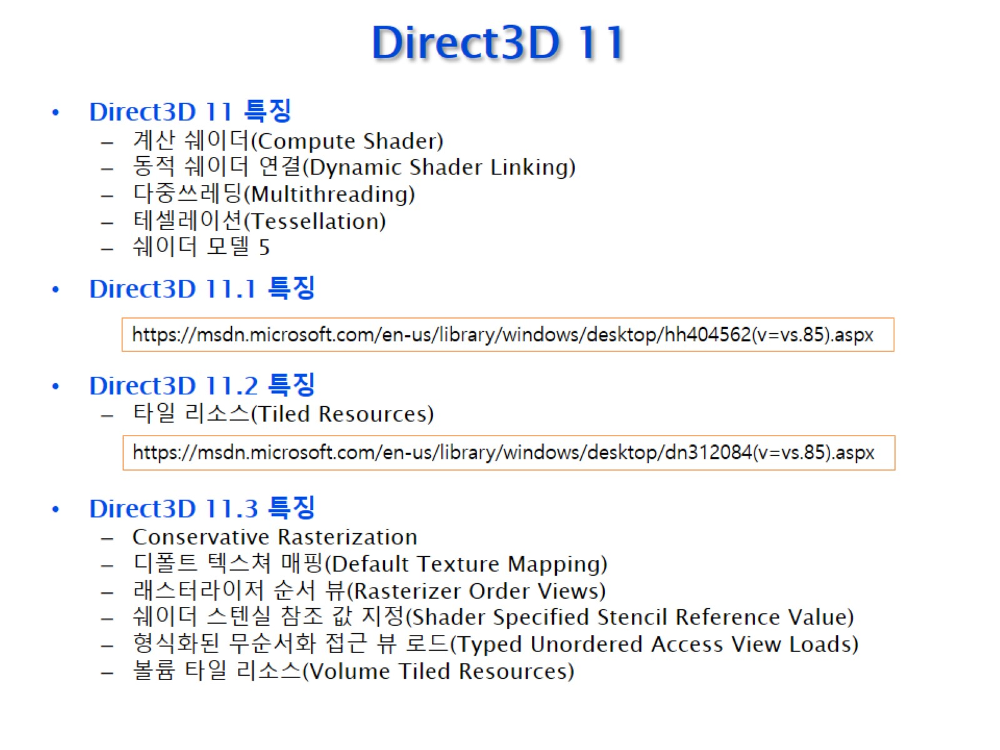 Direct3D 11
• Direct3D 11 특징
– 계산 쉐이더(Compute Shader)
– 동적 쉐이더 연결(Dynamic Shader Linking)
– 다중쓰레딩(Multithreading)
– 테셀레이션(Tessellation)
– 쉐이더 모델 5
• Direct3D 11.1 특징
https://msdn.microsoft.com/en-us/library/windows/desktop/hh404562(v=vs.85).aspx
• Direct3D 11.2 특징
– 타일 리소스(Tiled Resources)
https://msdn.microsoft.com/en-us/library/windows/desktop/dn312084(v=vs.85).aspx
• Direct3D 11.3 특징
– Conservative Rasterization
– 디폴트 텍스쳐 매핑(Default Texture Mapping)
– 래스터라이저 순서 뷰(Rasterizer Order Views)
– 쉐이더 스텐실 참조 값 지정(Shader Specified Stencil Reference Value)
– 형식화된 무순서화 접근 뷰 로드(Typed Unordered Access View Loads)
– 볼륨 타일 리소스(Volume Tiled Resources)